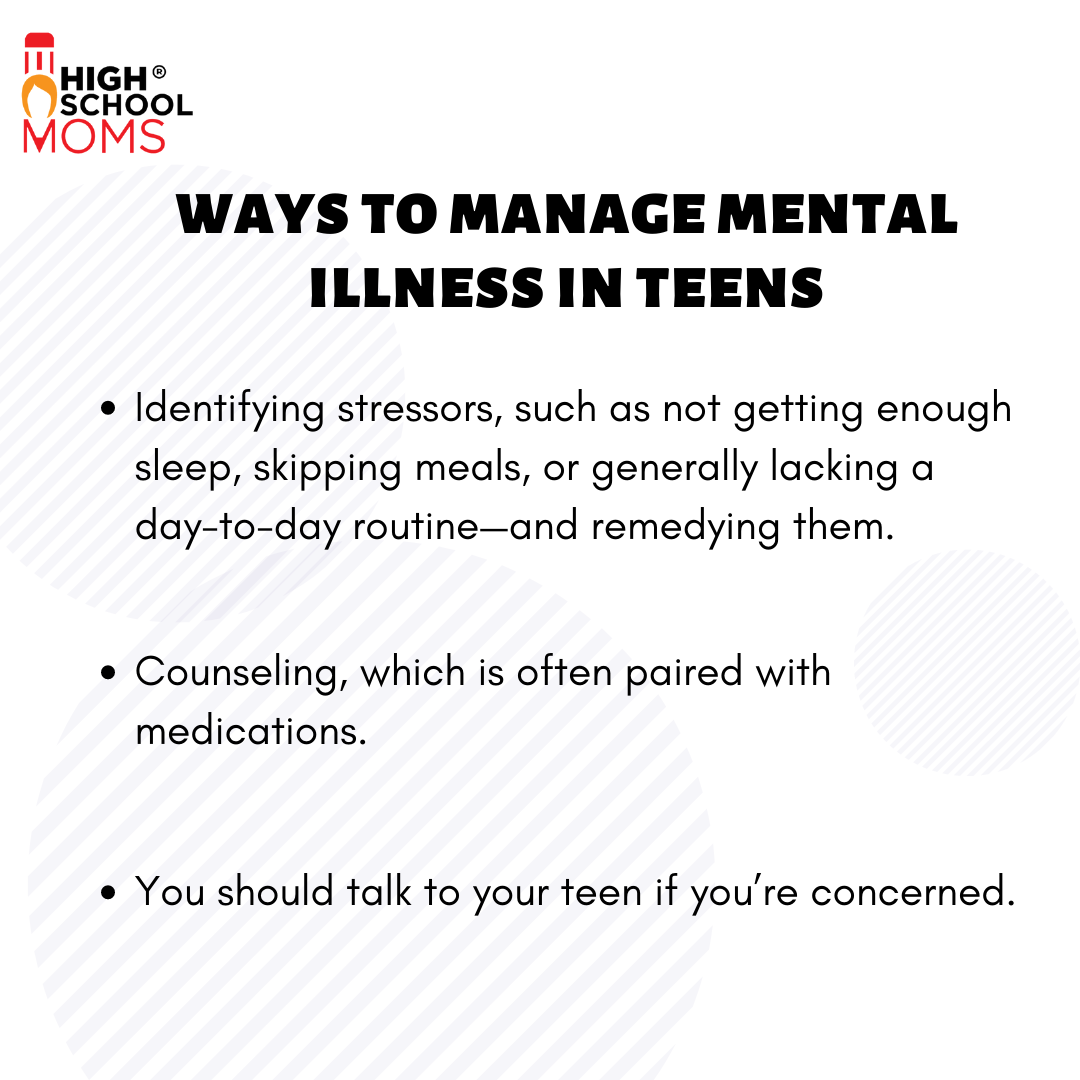 HIGH ®
SCHOOL
MOMS
WAYS TO MANAGE MENTAL
ILLNESS IN TEENS
• Identifying stressors, such as not getting enough
sleep, skipping meals, or generally lacking a
day-to-day routine—and remedying them.
• Counseling, which is often paired with
medications.
• You should talk to your teen if you’re concerned.